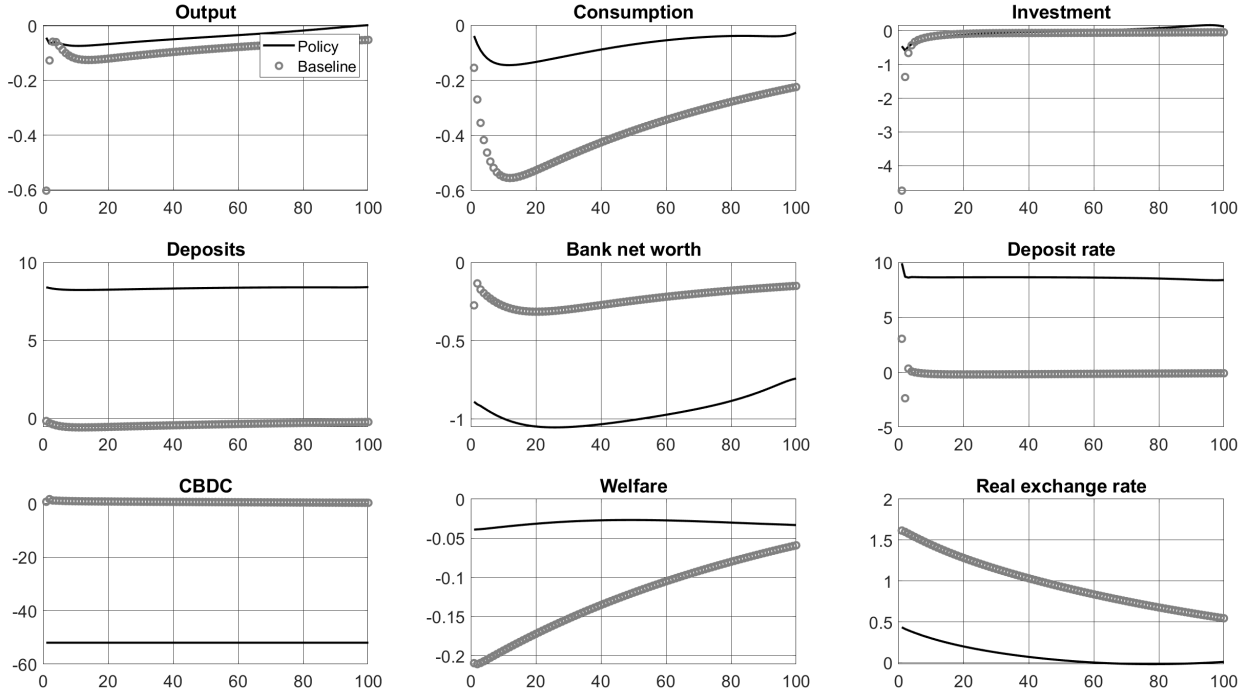 Output
0
-0.2
-0.4
-0.6
0 20 40 60 80 100
Policy
Baseline
Consumption
0
-0.2
-0.4
-0.6
0 20 40 60 80 100
Investment
0
-1
-2
-3
-4
0 20 40 60 80 100
Deposits
10
5
0
0 20 40 60 80 100
Bank net worth
0
-0.5
-1
0 20 40 60 80 100
Deposit rate
10
5
0
-5
0 20 40 60 80 100
CBDC
0
-20
-40
-60
0 20 40 60 80 100
Welfare
0
-0.05
-0.1
-0.15
-0.2
0 20 40 60 80 100
Real exchange rate
2
1.5
1
0.5
0
0 20 40 60 80 100